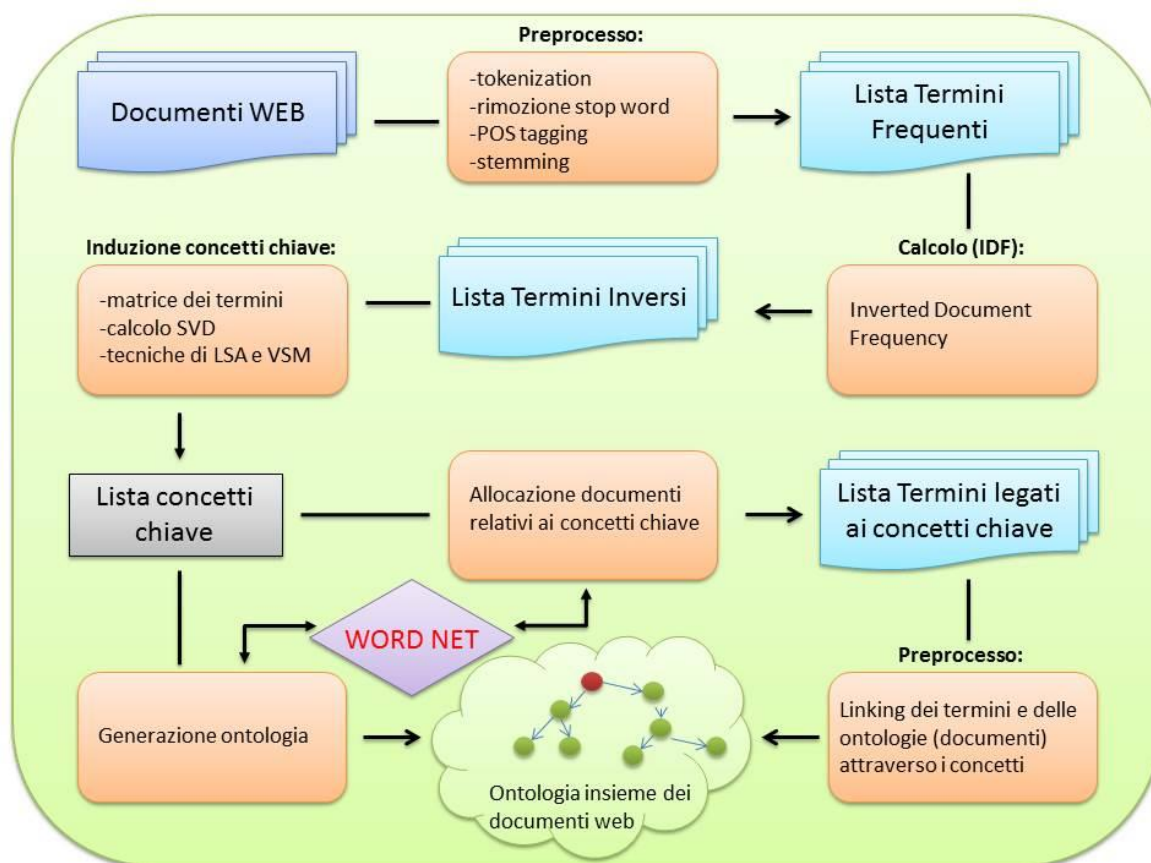 Preprocesso:
Documenti WEB
-tokenization
-rimozione stop word
-POS tagging
-stemming
Lista Termini
Frequenti
Induzione concetti chiave:
-matrice dei termini
-calcolo SVD
-tecniche di LSA e VSM
Lista Termini Inversi
Calcolo (IDF):
Inverted Document
Frequency
Lista concetti
chiave
Allocazione documenti
relativi ai concetti chiave
Lista Termini legati
ai concetti chiave
WORD NET
Preprocesso:
Generazione ontologia
Ontologia insieme dei
documenti web
Linking dei termini e delle
ontologie (documenti)
attraverso i concetti